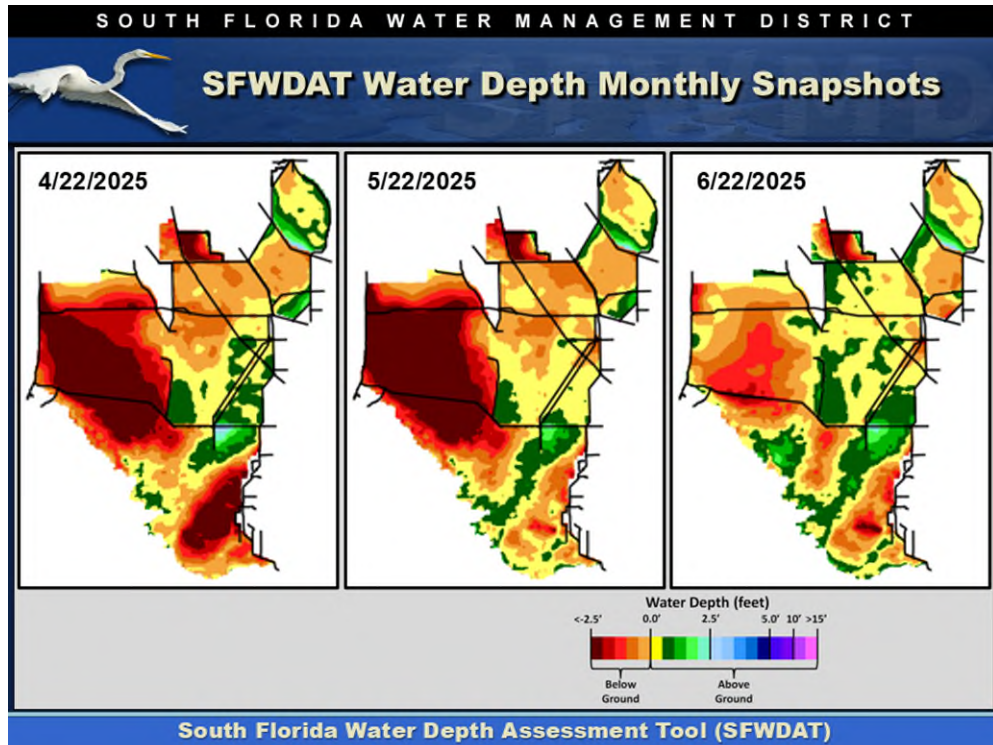 SOUTH FLORIDA WATER MANAGEMENT DISTRICT
SFWDAT Water Depth Monthly Snapshots
4/22/2025
5/22/2025
6/22/2025
Water Depth (feet)
<-2.5' 0.0' 2.5' 5.0' 10' >15'
Below Ground
Above Ground
South Florida Water Depth Assessment Tool (SFWDAT)